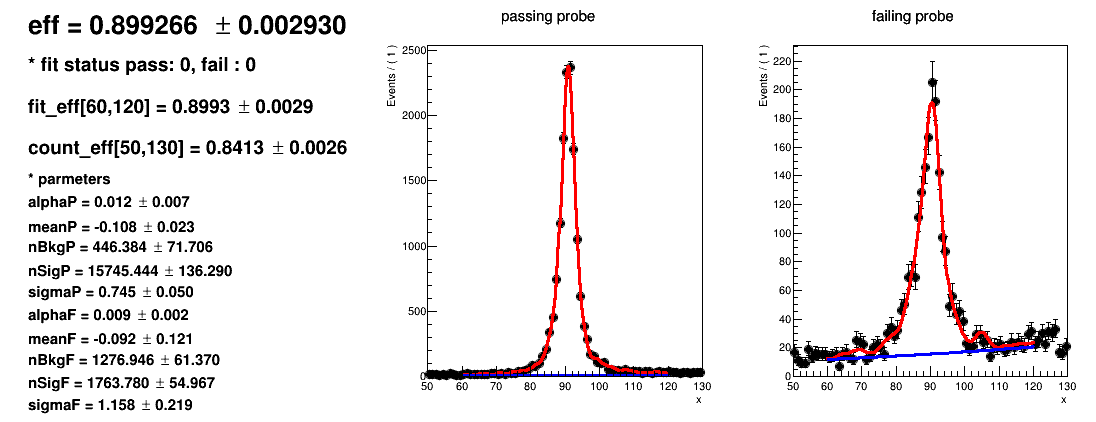 eff = 0.899266 ± 0.002930
* fit status pass: 0, fail : 0
fit_eff[60,120] = 0.8993 ± 0.0029
count_eff[50,130] = 0.8413 ± 0.0026
* parmeters
alphaP = 0.012 ± 0.007
meanP = -0.108 ± 0.023
nBkgP = 446.384 ± 71.706
nSigP = 15745.444 ± 136.290
sigmaP = 0.745 ± 0.050
alphaF = 0.009 ± 0.002
meanF = -0.092 ± 0.121
nBkgF = 1276.946 ± 61.370
nSigF = 1763.780 ± 54.967
sigmaF = 1.158 ± 0.219
passing probe
Events / ( 1 )
2500
2000
1500
1000
500
0
50 60 70 80 90 100 110 120 130
x
failing probe
Events / ( 1 )
220
200
180
160
140
120
100
80
60
40
20
0
50 60 70 80 90 100 110 120 130
x